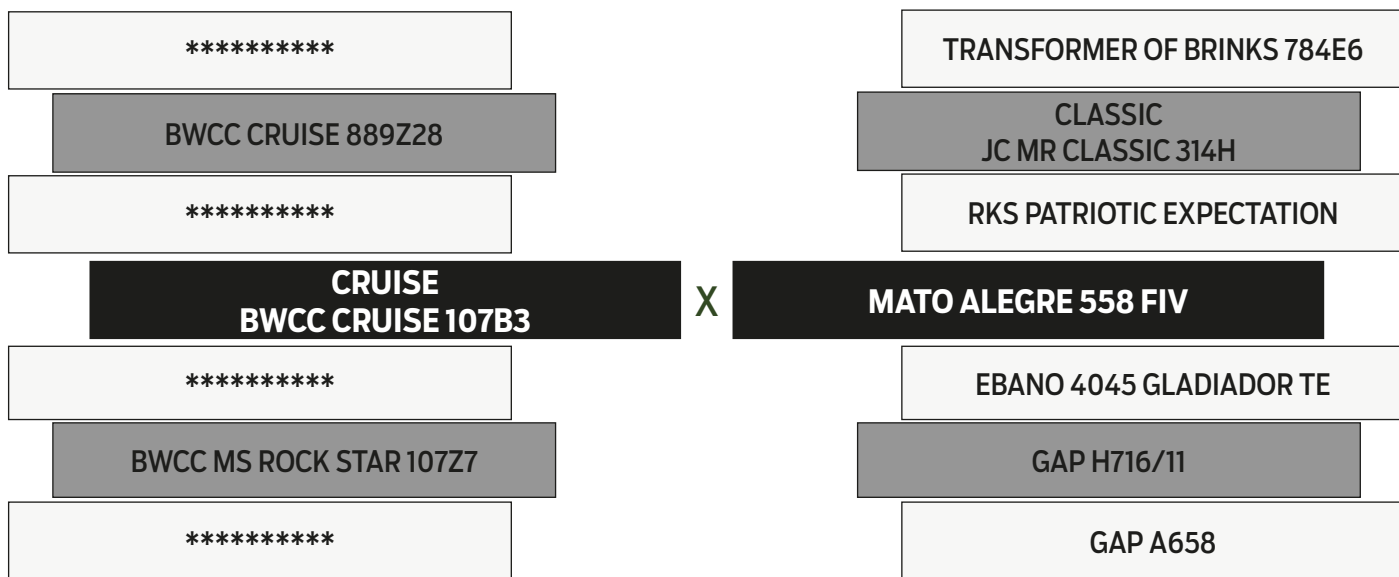 **********
TRANSFORMER OF BRINKS 784E6
BWCC CRUISE 889Z28
CLASSIC
JC MR CLASSIC 314H
**********
RKS PATRIOTIC EXPECTATION
CRUISE
BWCC CRUISE 107B3
X
MATO ALEGRE 558 FIV
**********
EBANO 4045 GLADIADOR TE
BWCC MS ROCK STAR 107Z7
GAP H716/11
**********
GAP A658